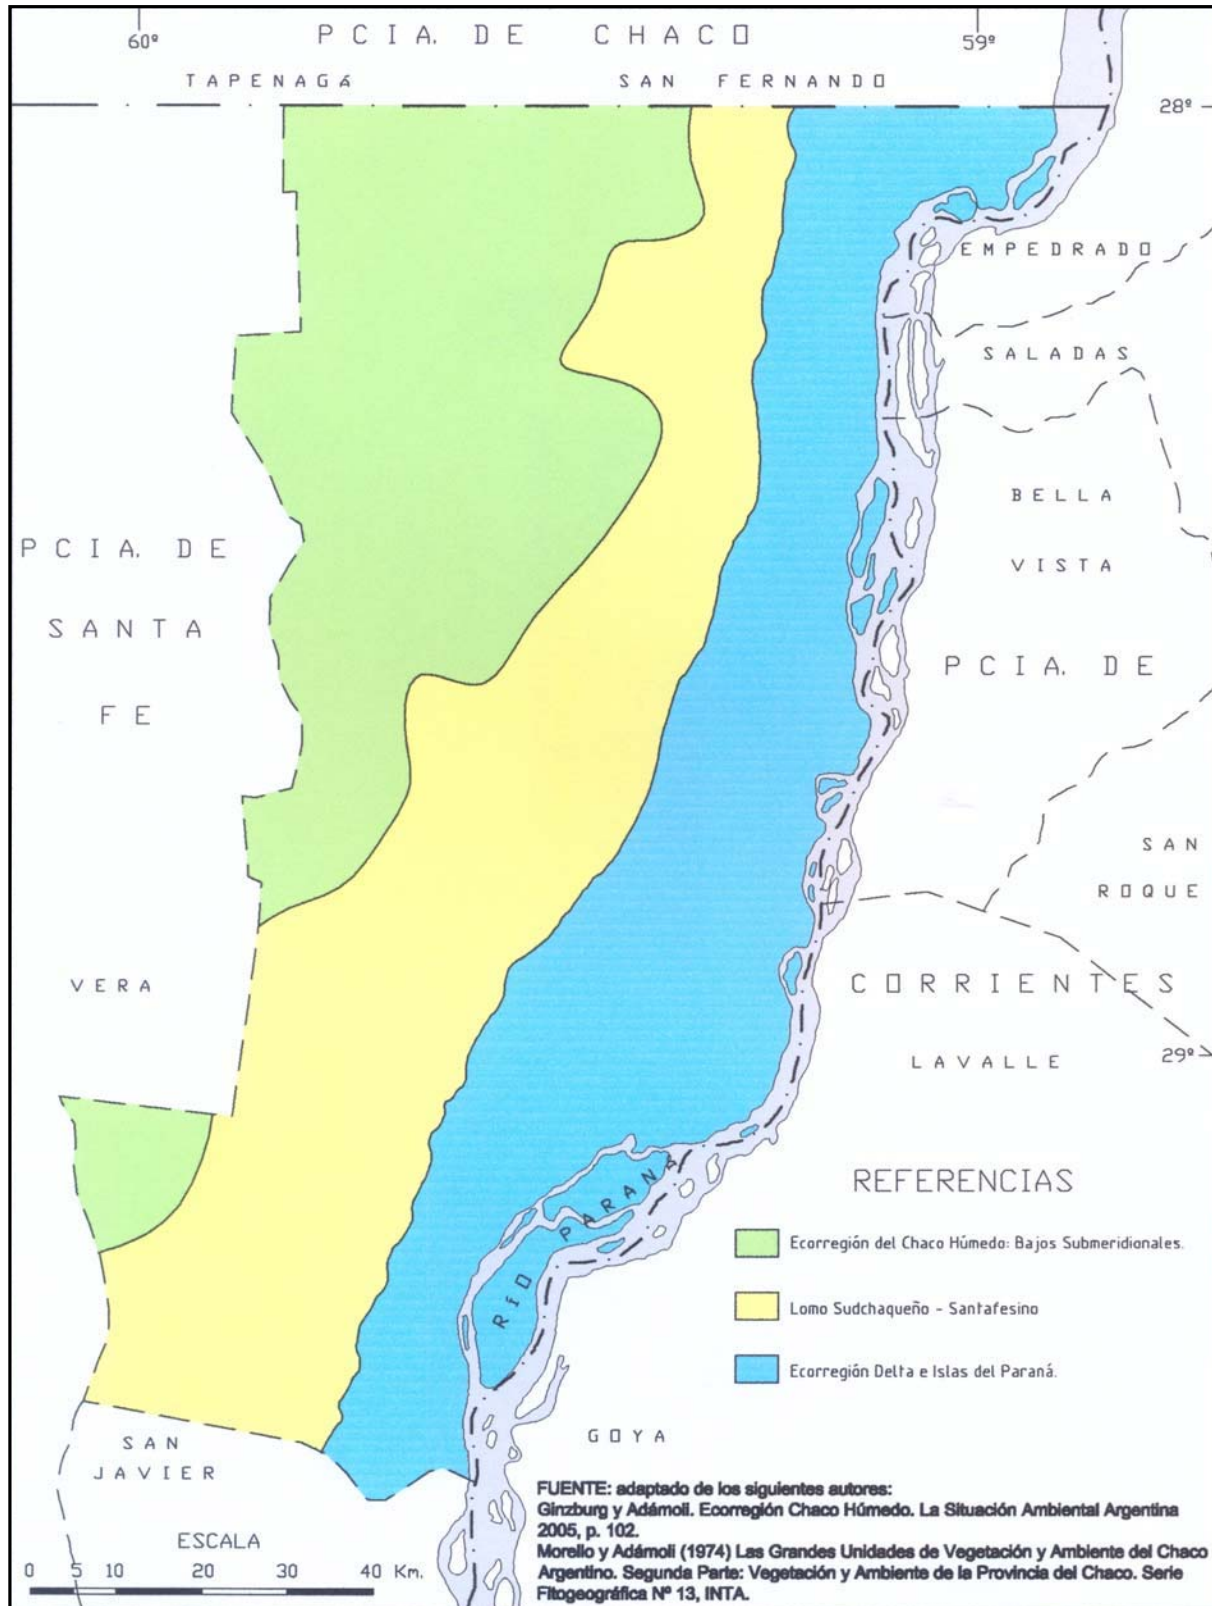 PCIA. DE CHACO
60º
59º
TAPENAGá
SAN FERNANDO
28º
EMPEDRADO
SALADAS
BELLA
VISTA
PCIA. DE
SANTA
FE
PCIA. DE
SAN
ROQUE
VERA
CORRIENTES
LAVALLE
29º
RÍO PARANÁ
REFERENCIAS
Ecorregión del Chaco Húmedo: Bajos Submeridionales.
Lomo Sudchaqueño - Santafesino
Ecorregión Delta e Islas del Paraná.
GOYA
SAN
JAVIER
ESCALA
0 5 10 20 30 40 Km.
FUENTE: adaptado de los siguientes autores:
Ginzburg y Adámoli. Ecorregión Chaco Húmedo. La Situación Ambiental Argentina
2005, p. 102.
Morello y Adámoli (1974) Las Grandes Unidades de Vegetación y Ambiente del Chaco
Argentino. Segunda Parte: Vegetación y Ambiente de la Provincia del Chaco. Serie
Fitogeográfica Nº 13, INTA.